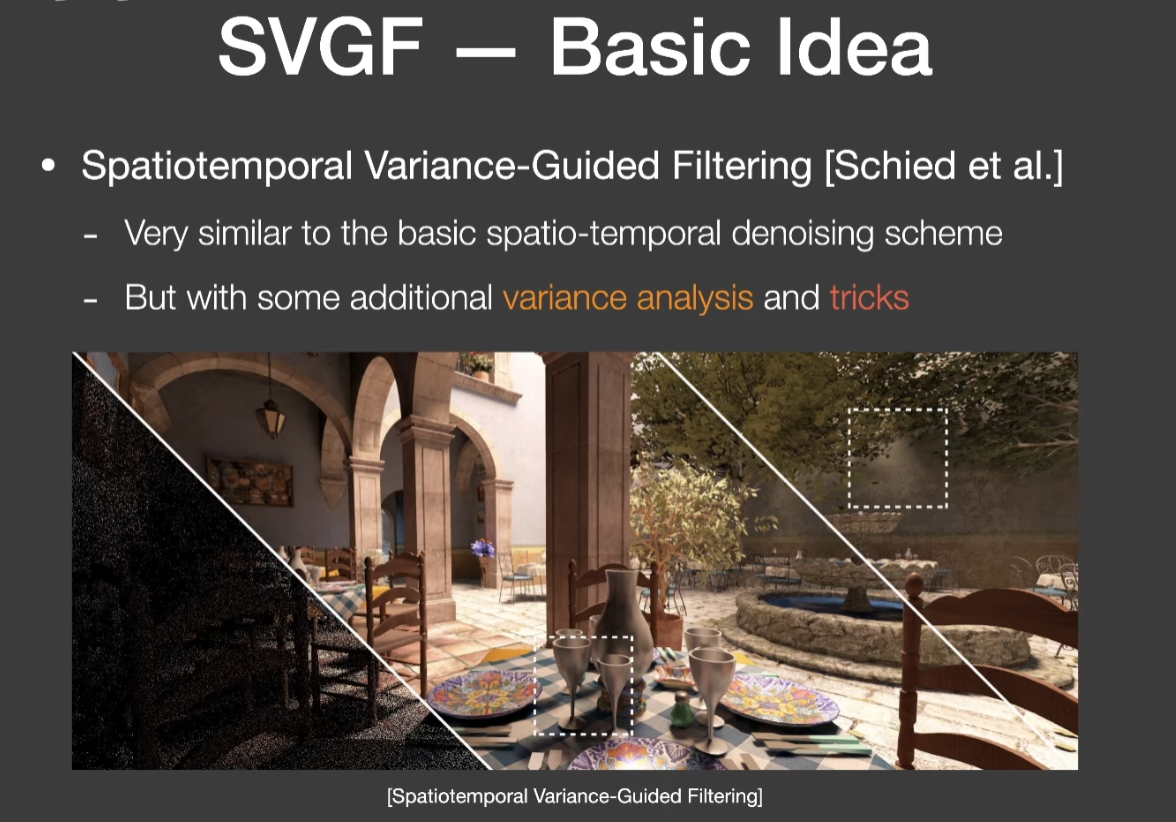 SVGF — Basic Idea
• Spatiotemporal Variance-Guided Filtering [Schied et al.]
- Very similar to the basic spatio-temporal denoising scheme
- But with some additional variance analysis and tricks
[Spatiotemporal Variance-Guided Filtering]